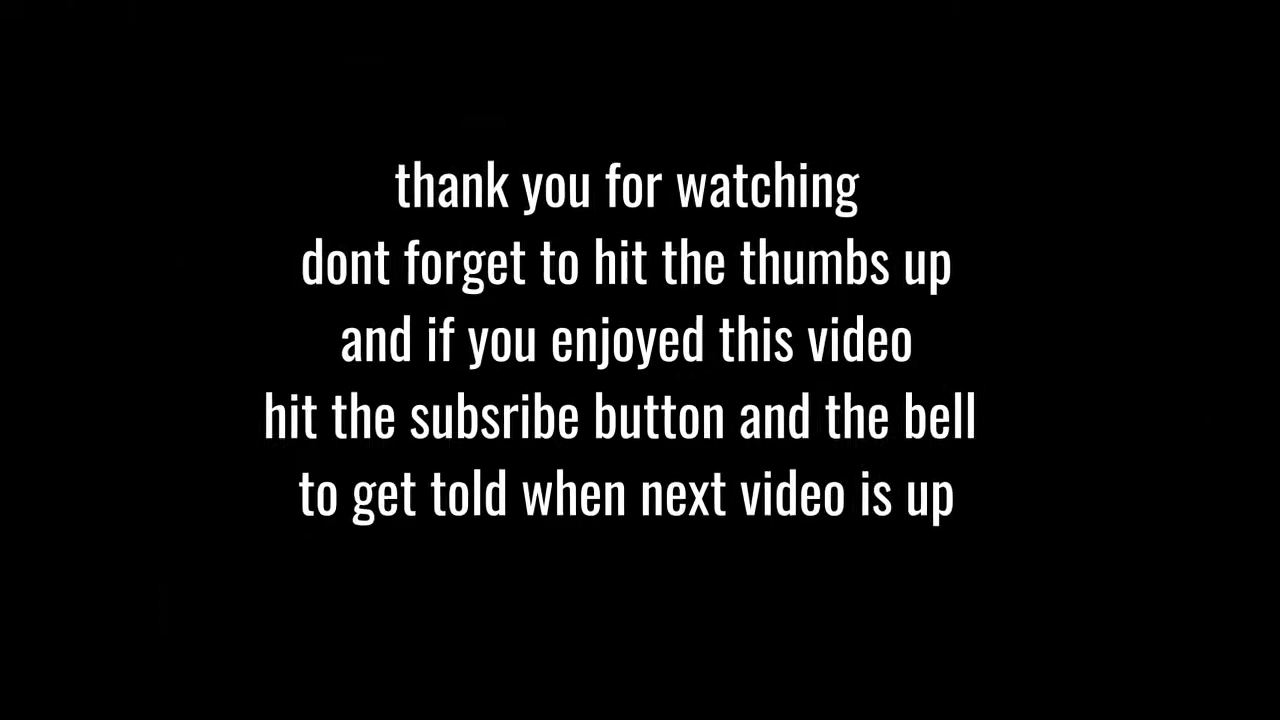 thank you for watching
dont forget to hit the thumbs up
and if you enjoyed this video
hit the subsribe button and the bell
to get told when next video is up